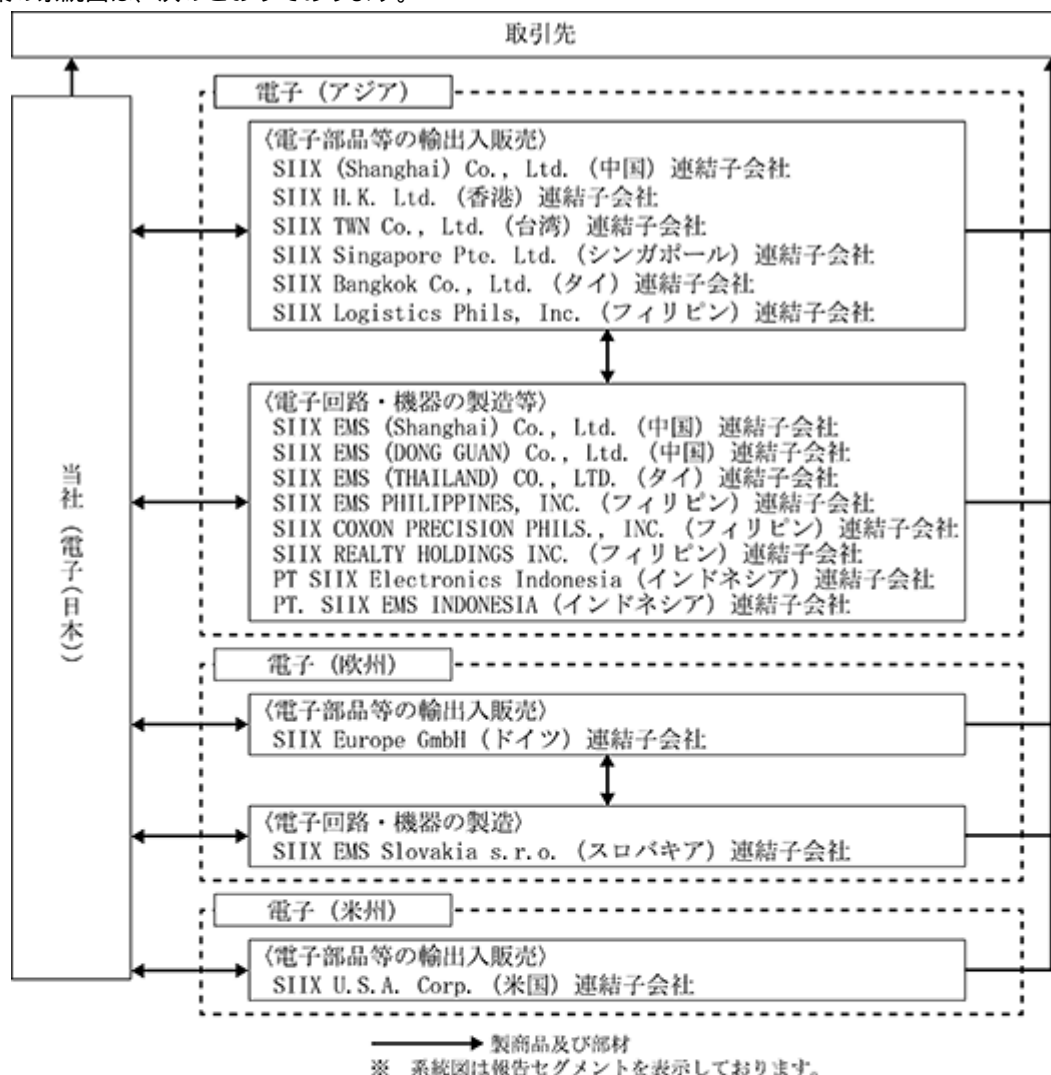 取引先
電子（アジア）
〈電子部品等の輸出入販売〉
SIIX (Shanghai) Co., Ltd.（中国）連結子会社
SIIX H.K. Ltd.（香港）連結子会社
SIIX TWN Co., Ltd.（台湾）連結子会社
SIIX Singapore Pte. Ltd.（シンガポール）連結子会社
SIIX Bangkok Co., Ltd.（タイ）連結子会社
SIIX Logistics Phils, Inc.（フィリピン）連結子会社
〈電子回路・機器の製造等〉
SIIX EMS (Shanghai) Co., Ltd.（中国）連結子会社
SIIX EMS (DONG GUAN) Co., Ltd.（中国）連結子会社
SIIX EMS (THAILAND) CO., LTD.（タイ）連結子会社
SIIX EMS PHILIPPINES, INC.（フィリピン）連結子会社
SIIX COXON PRECISION PHILS., INC.（フィリピン）連結子会社
SIIX REALTY HOLDINGS INC.（フィリピン）連結子会社
PT SIIX Electronics Indonesia（インドネシア）連結子会社
PT. SIIX EMS INDONESIA（インドネシア）連結子会社
当社（電子（日本））
電子（欧州）
〈電子部品等の輸出入販売〉
SIIX Europe GmbH（ドイツ）連結子会社
〈電子回路・機器の製造〉
SIIX EMS Slovakia s.r.o.（スロバキア）連結子会社
電子（米州）
〈電子部品等の輸出入販売〉
SIIX U.S.A. Corp.（米国）連結子会社
製商品及び部材
※　系統図は報告セグメントを表示しております。